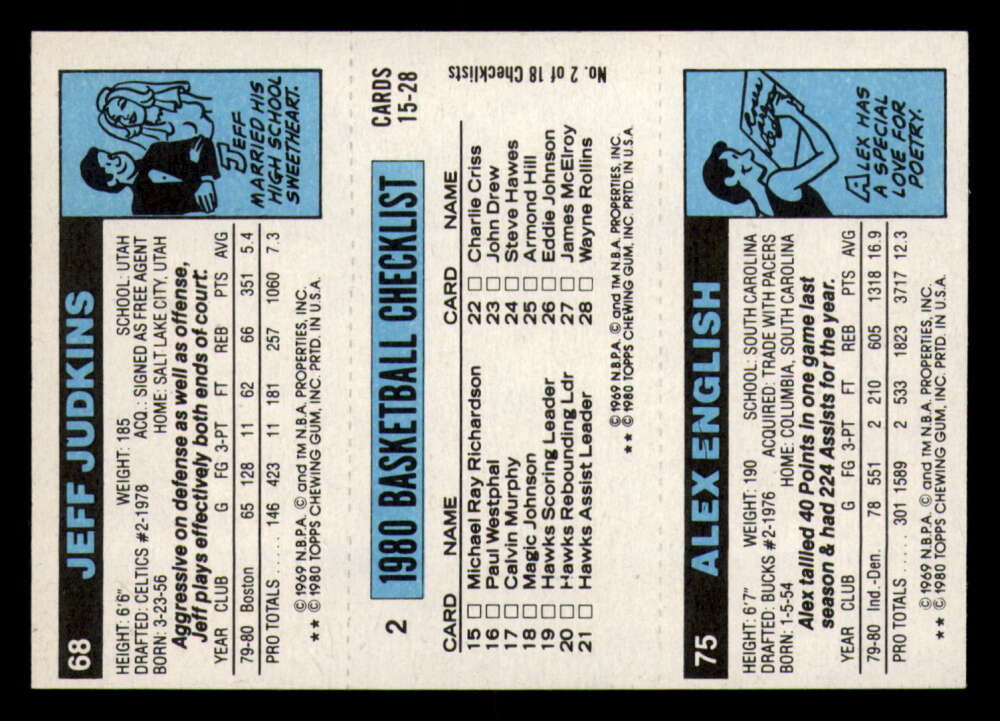 68 JEFF JUDKINS
HEIGHT: 6'6" WEIGHT: 185 SCHOOL: UTAH
DRAFTED: CELTICS #2-1978 ACQ.: SIGNED AS FREE AGENT
BORN: 3-23-56 HOME: SALT LAKE CITY, UTAH
Aggressive on defense as well as offense,
Jeff plays effectively both ends of court.
YEAR CLUB G FG 3-PT FT REB PTS AVG
79-80 Boston 65 128 11 62 66 351 5.4
PRO TOTALS..... 146 423 11 181 257 1060 7.3
© 1969 N.B.P.A. © and TM N.B.A. PROPERTIES, INC.
★★ © 1980 TOPPS CHEWING GUM, INC. PRTD. IN U.S.A.
JEFF
MARRIED HIS
HIGH SCHOOL
SWEETHEART.
2 1980 BASKETBALL CHECKLIST CARDS
15-28
CARD NAME CARD NAME
15 □ Michael Ray Richardson 22 □ Charlie Criss
16 □ Paul Westphal 23 □ John Drew
17 □ Calvin Murphy 24 □ Steve Hawes
18 □ Magic Johnson 25 □ Armond Hill
19 □ Hawks Scoring Leader 26 □ Eddie Johnson
20 □ Hawks Rebounding Ldr 27 □ James McElroy
21 □ Hawks Assist Leader 28 □ Wayne Rollins
© 1969 N.B.P.A. © and TM N.B.A. PROPERTIES, INC.
★★ © 1980 TOPPS CHEWING GUM, INC. PRTD. IN U.S.A.
No. 2 of 18 Checklists
75 ALEX ENGLISH
HEIGHT: 6'7" WEIGHT: 190 SCHOOL: SOUTH CAROLINA
DRAFTED: BUCKS #2-1976 ACQUIRED: TRADE WITH PACERS
BORN: 1-5-54 HOME: COLUMBIA, SOUTH CAROLINA
Alex tallied 40 Points in one game last
season & had 224 Assists for the year.
YEAR CLUB G FG 3-PT FT REB PTS AVG
79-80 Ind.-Den. 78 551 2 210 605 1318 16.9
PRO TOTALS..... 301 1589 2 533 1823 3717 12.3
© 1969 N.B.P.A. © and TM N.B.A. PROPERTIES, INC.
★★ © 1980 TOPPS CHEWING GUM, INC. PRTD. IN U.S.A.
ALEX HAS
A SPECIAL
LOVE FOR
POETRY.